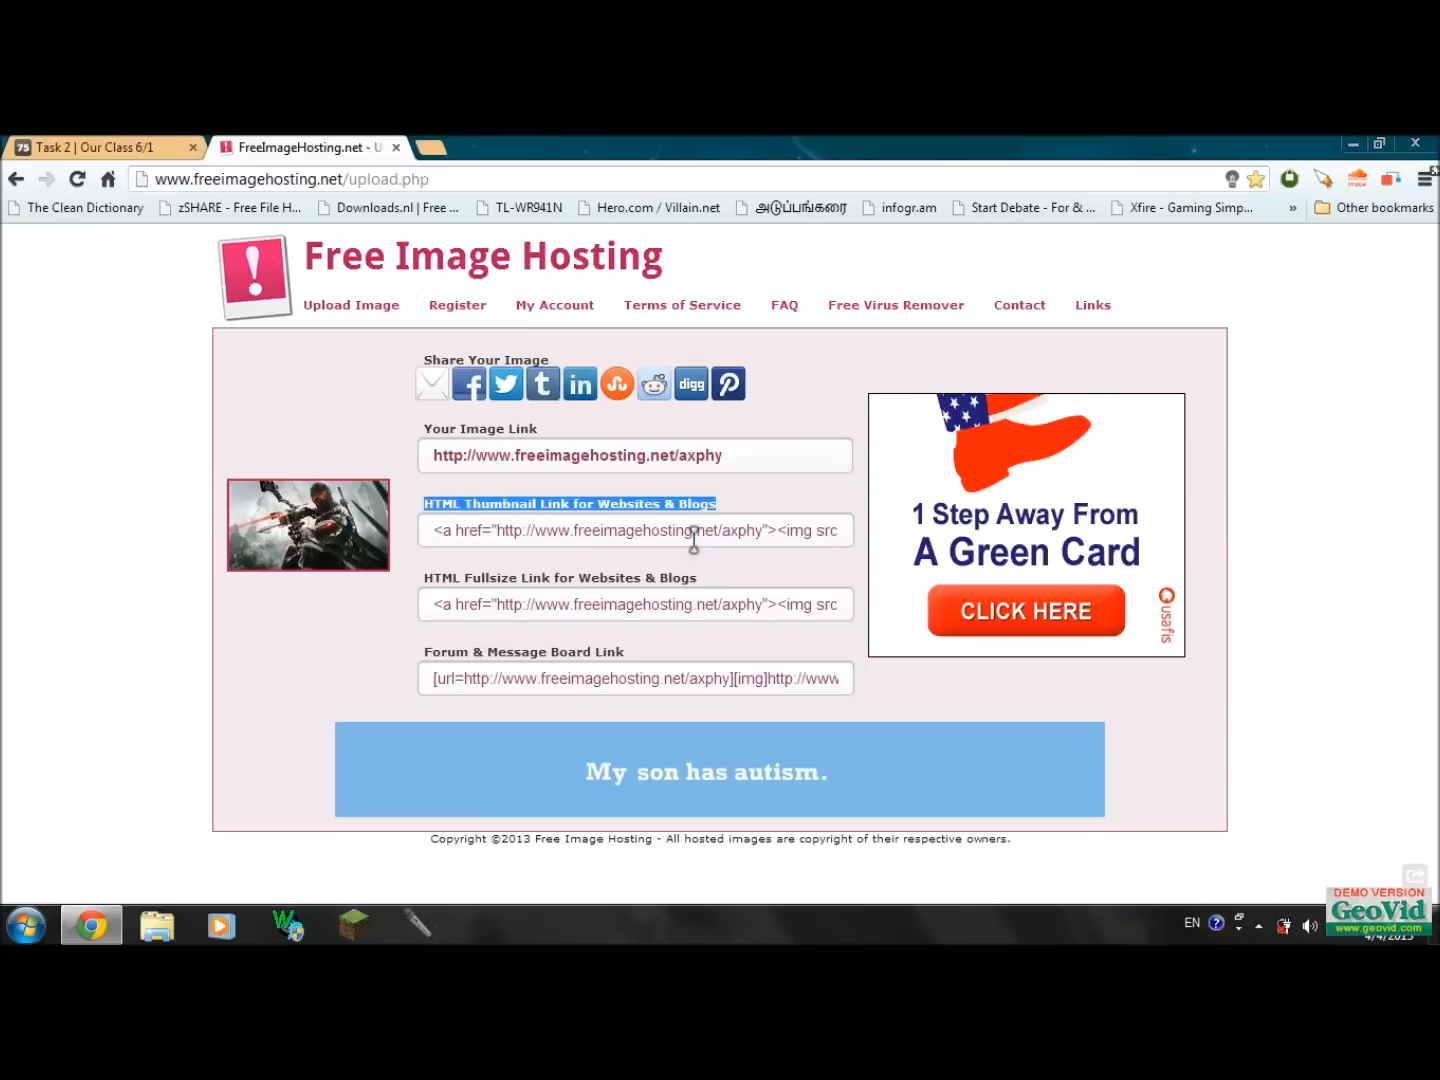 75 Task 2 | Our Class 6/1
FreeImageHosting.net - U
www.freeimagehosting.net/upload.php
The Clean Dictionary
zSHARE - Free File H...
Downloads.nl | Free ...
TL-WR941N
Hero.com / Villain.net
அடுப்பங்கரை
infogr.am
Start Debate - For & ...
Xfire - Gaming Simp...
»
Other bookmarks
Free Image Hosting
Upload Image
Register
My Account
Terms of Service
FAQ
Free Virus Remover
Contact
Links
Share Your Image
digg
Your Image Link
http://www.freeimagehosting.net/axphy
HTML Thumbnail Link for Websites & Blogs
<a href="http://www.freeimagehosting.net/axphy"><img src
HTML Fullsize Link for Websites & Blogs
<a href="http://www.freeimagehosting.net/axphy"><img src
Forum & Message Board Link
[url=http://www.freeimagehosting.net/axphy][img]http://www
1 Step Away From
A Green Card
CLICK HERE
usafis
My son has autism.
Copyright ©2013 Free Image Hosting - All hosted images are copyright of their respective owners.
EN
DEMO VERSION
GeoVid
www.geovid.com